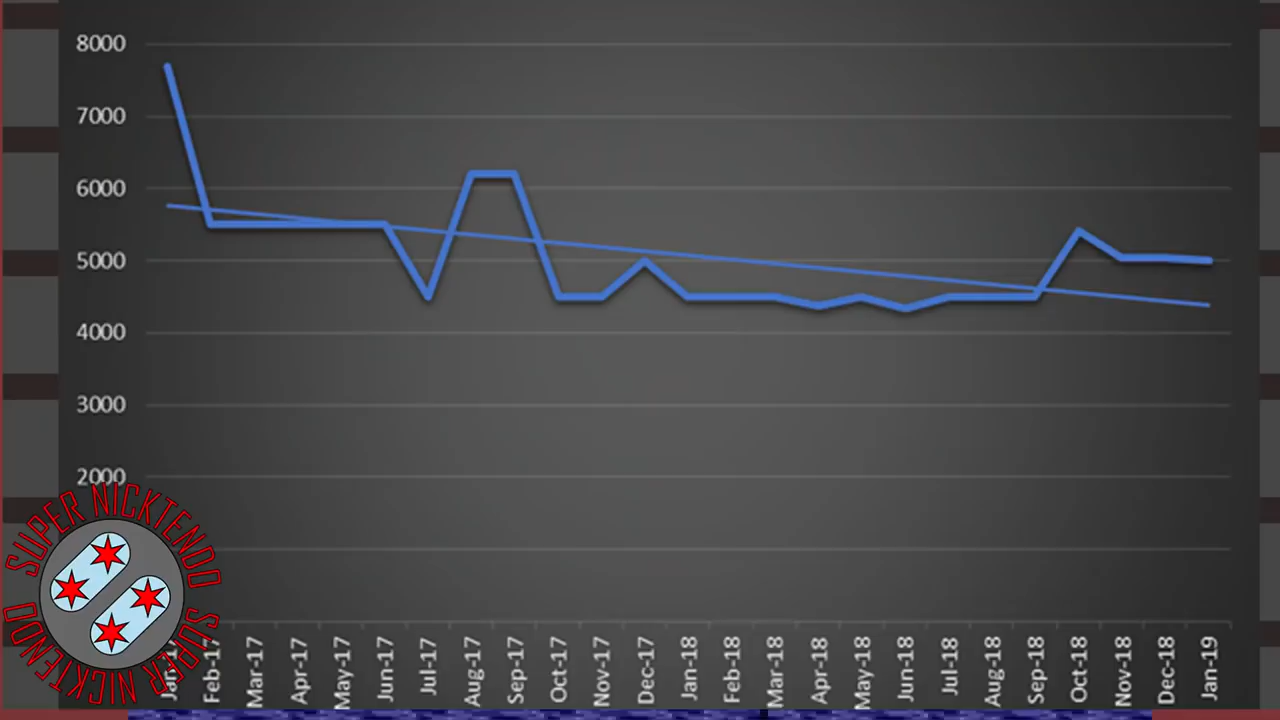 8000
7000
6000
5000
4000
3000
2000
SUPER NICKTENDO
SUPER NICKTENDO
Jan-17 Feb-17 Mar-17 Apr-17 May-17 Jun-17 Jul-17 Aug-17 Sep-17 Oct-17 Nov-17 Dec-17 Jan-18 Feb-18 Mar-18 Apr-18 May-18 Jun-18 Jul-18 Aug-18 Sep-18 Oct-18 Nov-18 Dec-18 Jan-19